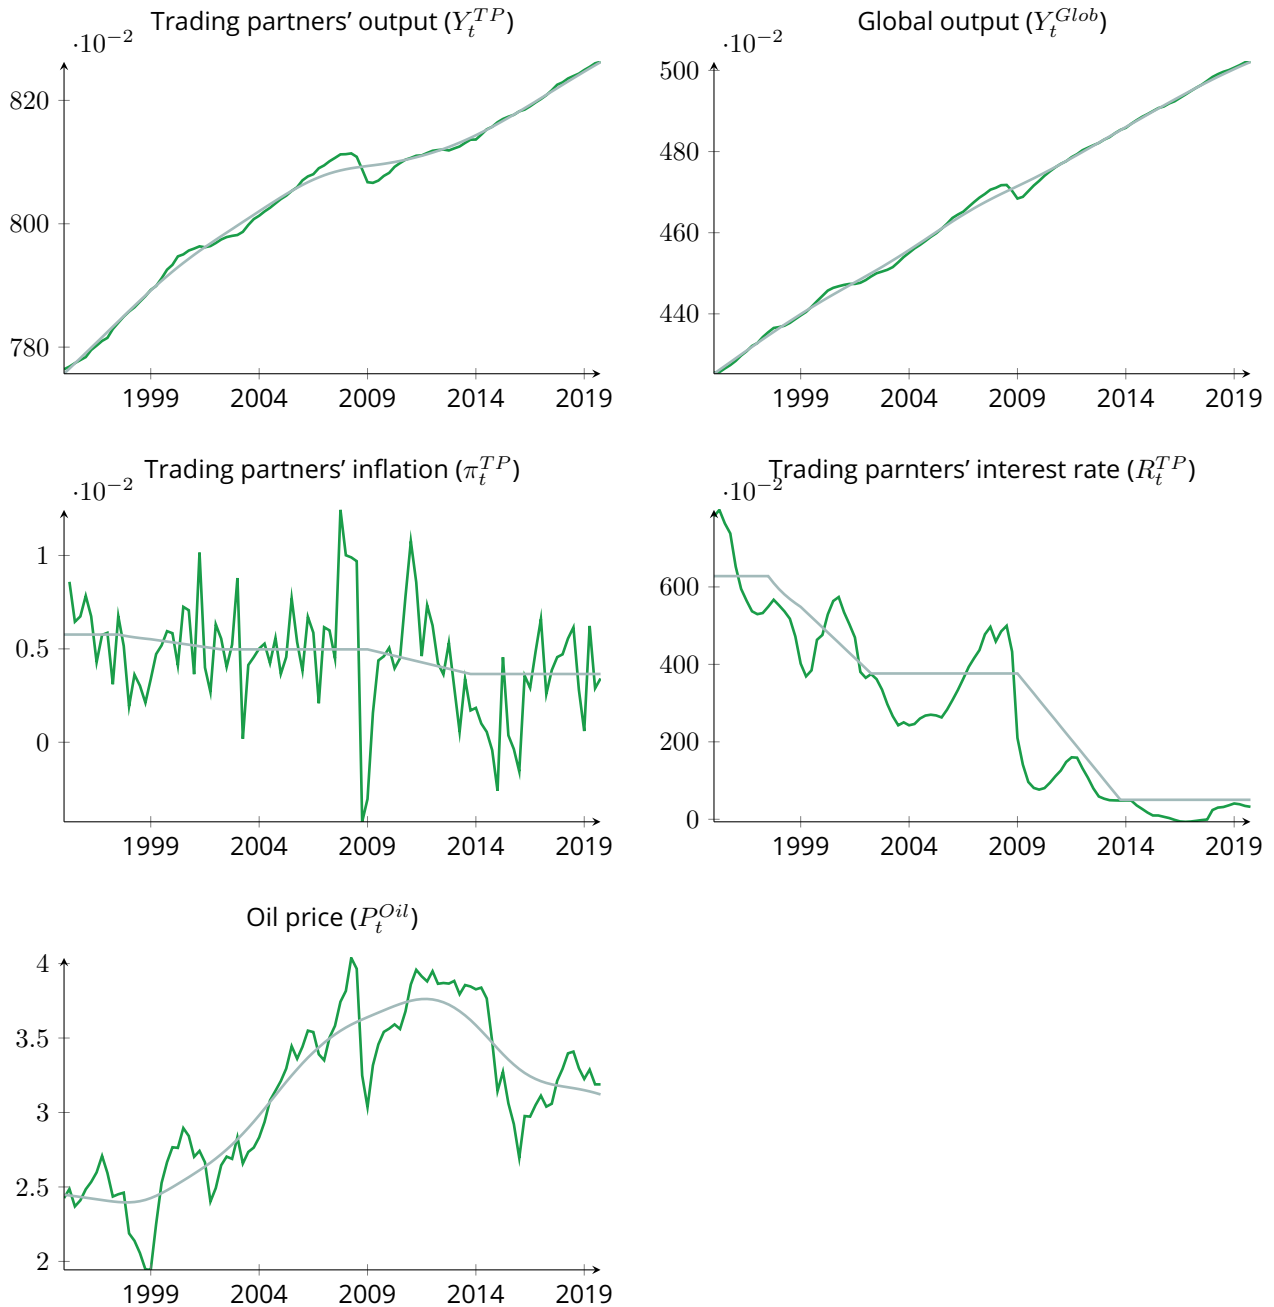 Trading partners’ output (Y_t^{TP})
·10^{−2}
820
800
780
1999 2004 2009 2014 2019
Global output (Y_t^{Glob})
·10^{−2}
500
480
460
440
1999 2004 2009 2014 2019
Trading partners’ inflation (π_t^{TP})
·10^{−2}
1
0.5
0
1999 2004 2009 2014 2019
Trading parnters’ interest rate (R_t^{TP})
·10^{−2}
600
400
200
0
1999 2004 2009 2014 2019
Oil price (P_t^{Oil})
4
3.5
3
2.5
2
1999 2004 2009 2014 2019